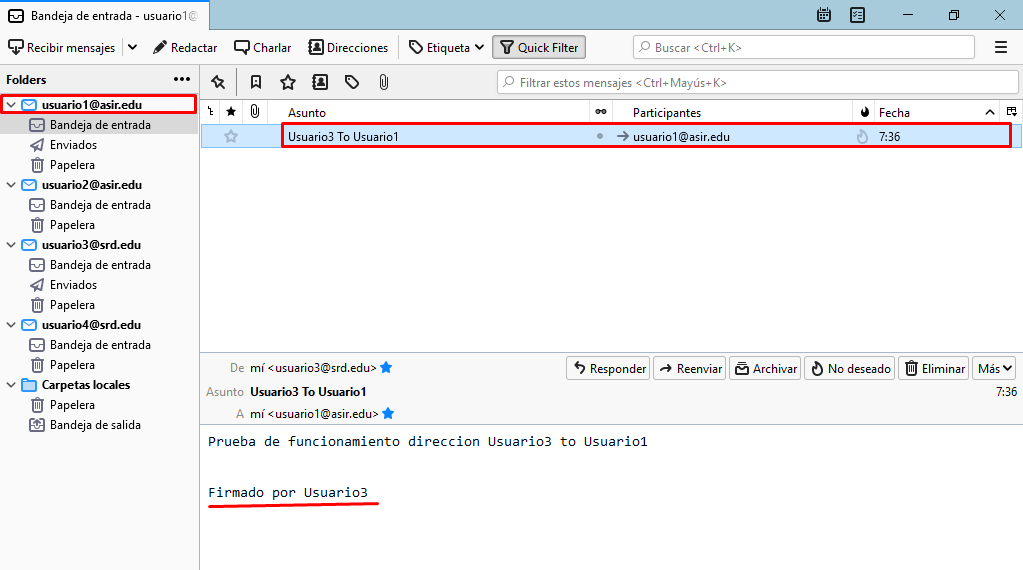 Bandeja de entrada - usuario1@
Recibir mensajes
Redactar
Charlar
Direcciones
Etiqueta
Quick Filter
Buscar <Ctrl+K>
Folders
usuario1@asir.edu
Bandeja de entrada
Enviados
Papelera
usuario2@asir.edu
Bandeja de entrada
Papelera
usuario3@srd.edu
Bandeja de entrada
Enviados
Papelera
usuario4@srd.edu
Bandeja de entrada
Papelera
Carpetas locales
Papelera
Bandeja de salida
Filtrar estos mensajes <Ctrl+Mayús+K>
Asunto Participantes Fecha
Usuario3 To Usuario1 usuario1@asir.edu 7:36
De mí <usuario3@srd.edu>
Responder
Reenviar
Archivar
No deseado
Eliminar
Más
Asunto Usuario3 To Usuario1 7:36
A mí <usuario1@asir.edu>
Prueba de funcionamiento direccion Usuario3 to Usuario1
Firmado por Usuario3